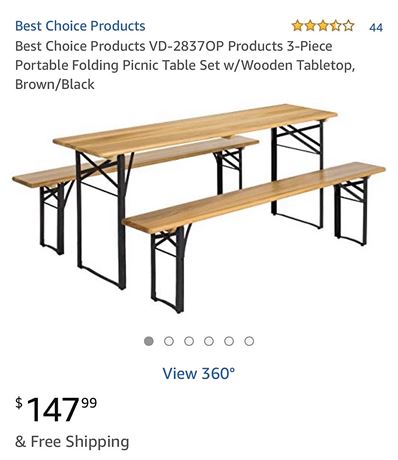 Best Choice Products
44
Best Choice Products VD-2837OP Products 3-Piece
Portable Folding Picnic Table Set w/Wooden Tabletop,
Brown/Black
View 360°
$147.99
& Free Shipping